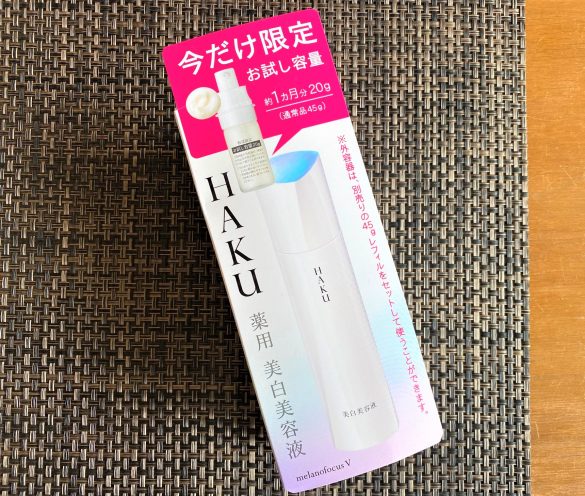 今だけ限定
お試し容量
約1カ月分20g
(通常品45g)
HAKU
薬用 美白美容液
※外容器は、別売りの45gレフィルをセットして使うことができます。
HAKU
美白美容液
melanofocus V